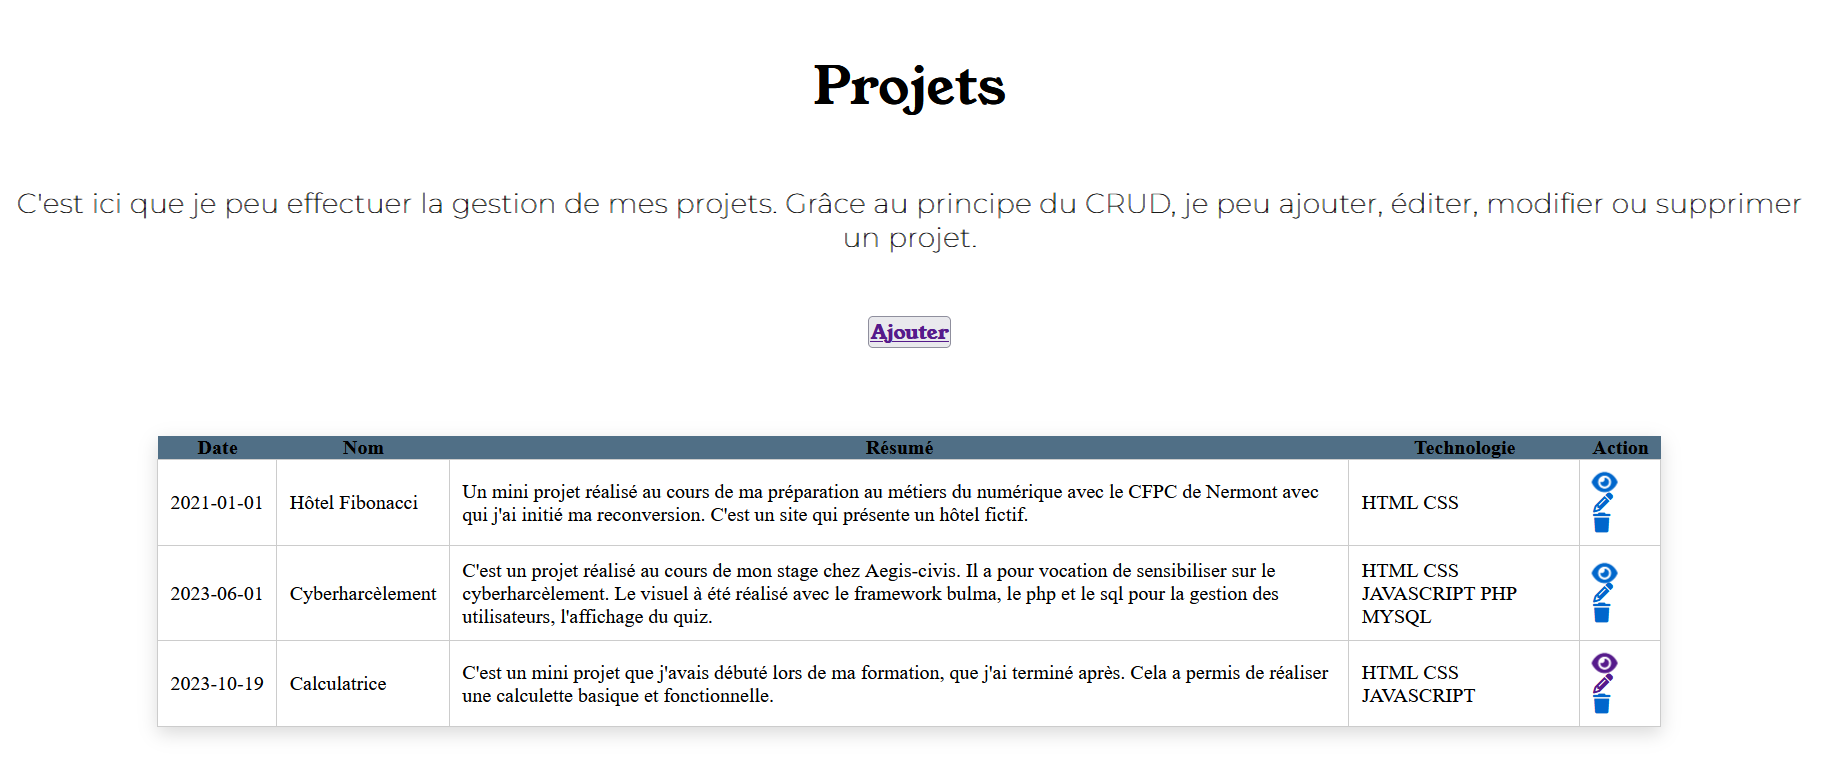 Projets
C'est ici que je peu effectuer la gestion de mes projets. Grâce au principe du CRUD, je peu ajouter, éditer, modifier ou supprimer
un projet.
Ajouter
Date Nom Résumé Technologie Action
2021-01-01
Hôtel Fibonacci
Un mini projet réalisé au cours de ma préparation au métiers du numérique avec le CFPC de Nermont avec
qui j'ai initié ma reconversion. C'est un site qui présente un hôtel fictif.
HTML CSS
2023-06-01
Cyberharcèlement
C'est un projet réalisé au cours de mon stage chez Aegis-civis. Il a pour vocation de sensibiliser sur le
cyberharcèlement. Le visuel à été réalisé avec le framework bulma, le php et le sql pour la gestion des
utilisateurs, l'affichage du quiz.
HTML CSS
JAVASCRIPT PHP
MYSQL
2023-10-19
Calculatrice
C'est un mini projet que j'avais débuté lors de ma formation, que j'ai terminé après. Cela a permis de réaliser
une calculette basique et fonctionnelle.
HTML CSS
JAVASCRIPT